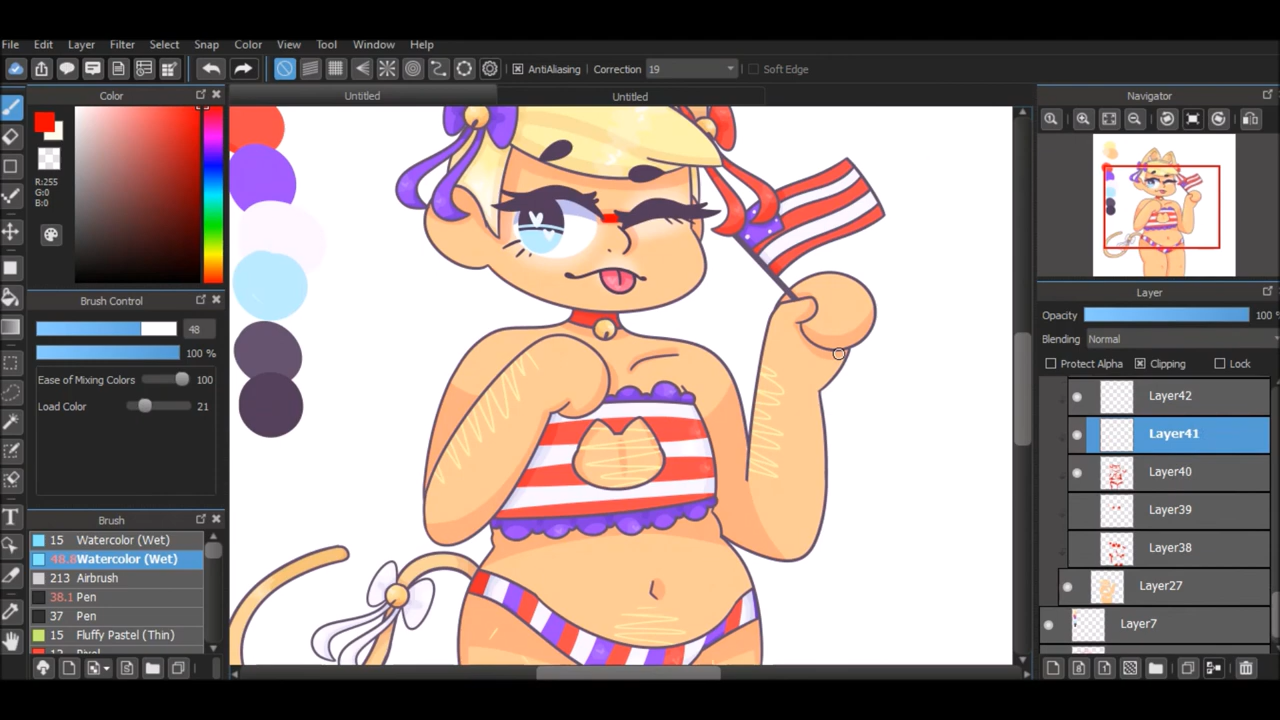 File Edit Layer Filter Select Snap Color View Tool Window Help
AntiAliasing Correction 19 Soft Edge
Color
Untitled
Untitled
Navigator
R:255
G:0
B:0
Brush Control
48
100 %
Ease of Mixing Colors 100
Load Color 21
Brush
15 Watercolor (Wet)
48.8 Watercolor (Wet)
213 Airbrush
38.1 Pen
37 Pen
15 Fluffy Pastel (Thin)
Layer
Opacity 100 %
Blending Normal
Protect Alpha Clipping Lock
Layer42
Layer41
Layer40
Layer39
Layer38
Layer27
Layer7